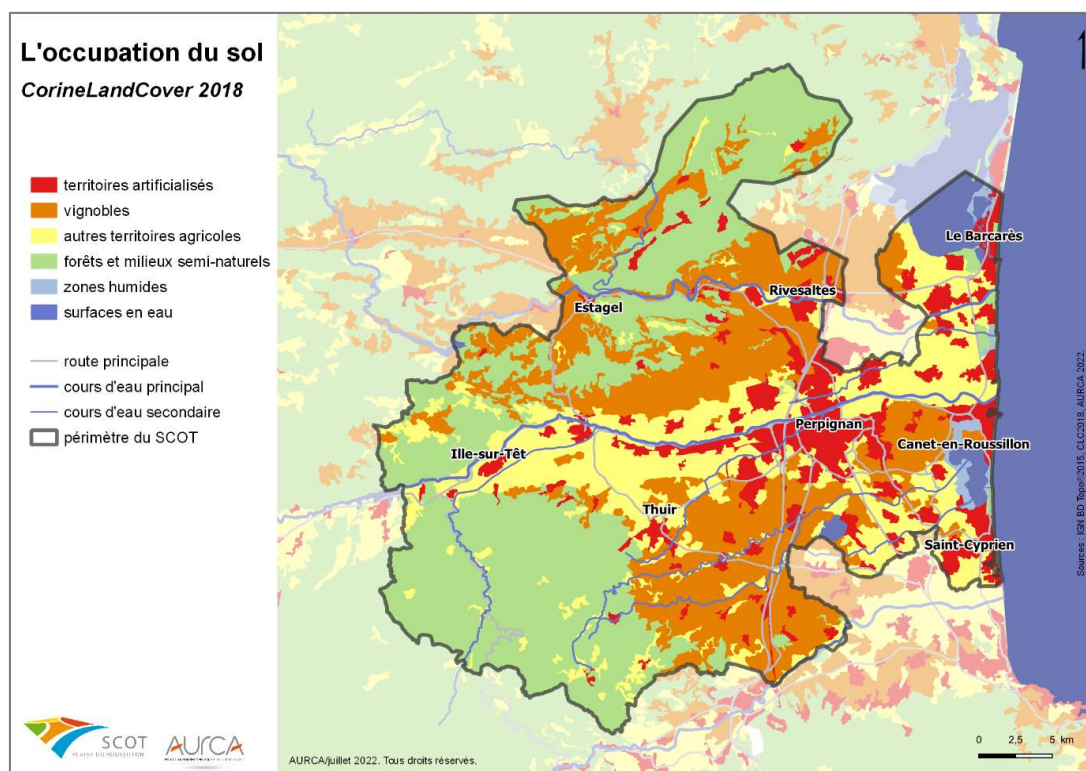 L'occupation du sol
CorineLandCover 2018
territoires artificialisés
vignobles
autres territoires agricoles
forêts et milieux semi-naturels
zones humides
surfaces en eau
route principale
cours d'eau principal
cours d'eau secondaire
périmètre du SCOT
Le Barcarès
Rivesaltes
Estagel
Perpignan
Canet-en-Roussillon
Ille-sur-Têt
Thuir
Saint-Cyprien
Sources : IGN BD Topo®2015, CLC2018, AURCA 2022.
0 2,5 5 km
SCOT
PLAINE DU ROUSSILLON
AURCA
AURCA/juillet 2022. Tous droits réservés.